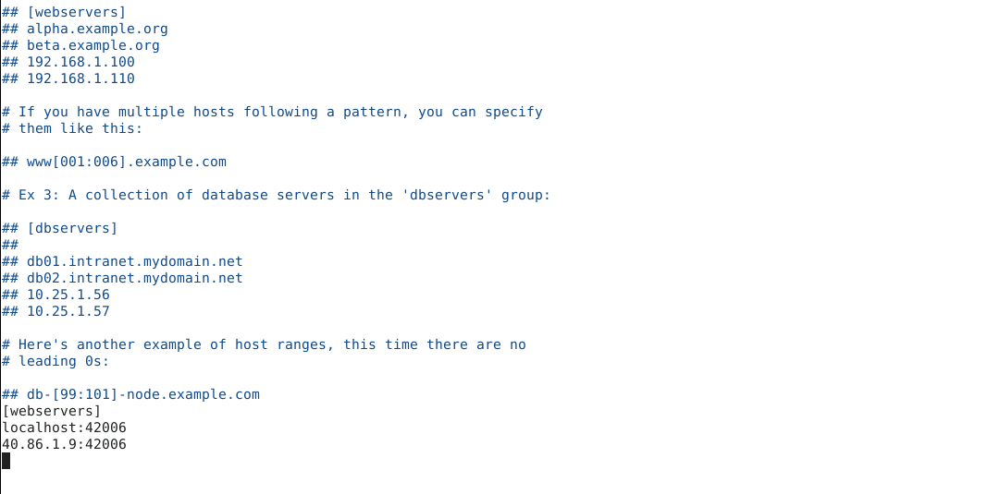 ## [webservers]
## alpha.example.org
## beta.example.org
## 192.168.1.100
## 192.168.1.110
# If you have multiple hosts following a pattern, you can specify
# them like this:
## www[001:006].example.com
# Ex 3: A collection of database servers in the 'dbservers' group:
## [dbservers]
##
## db01.intranet.mydomain.net
## db02.intranet.mydomain.net
## 10.25.1.56
## 10.25.1.57
# Here's another example of host ranges, this time there are no
# leading 0s:
## db-[99:101]-node.example.com
[webservers]
localhost:42006
40.86.1.9:42006